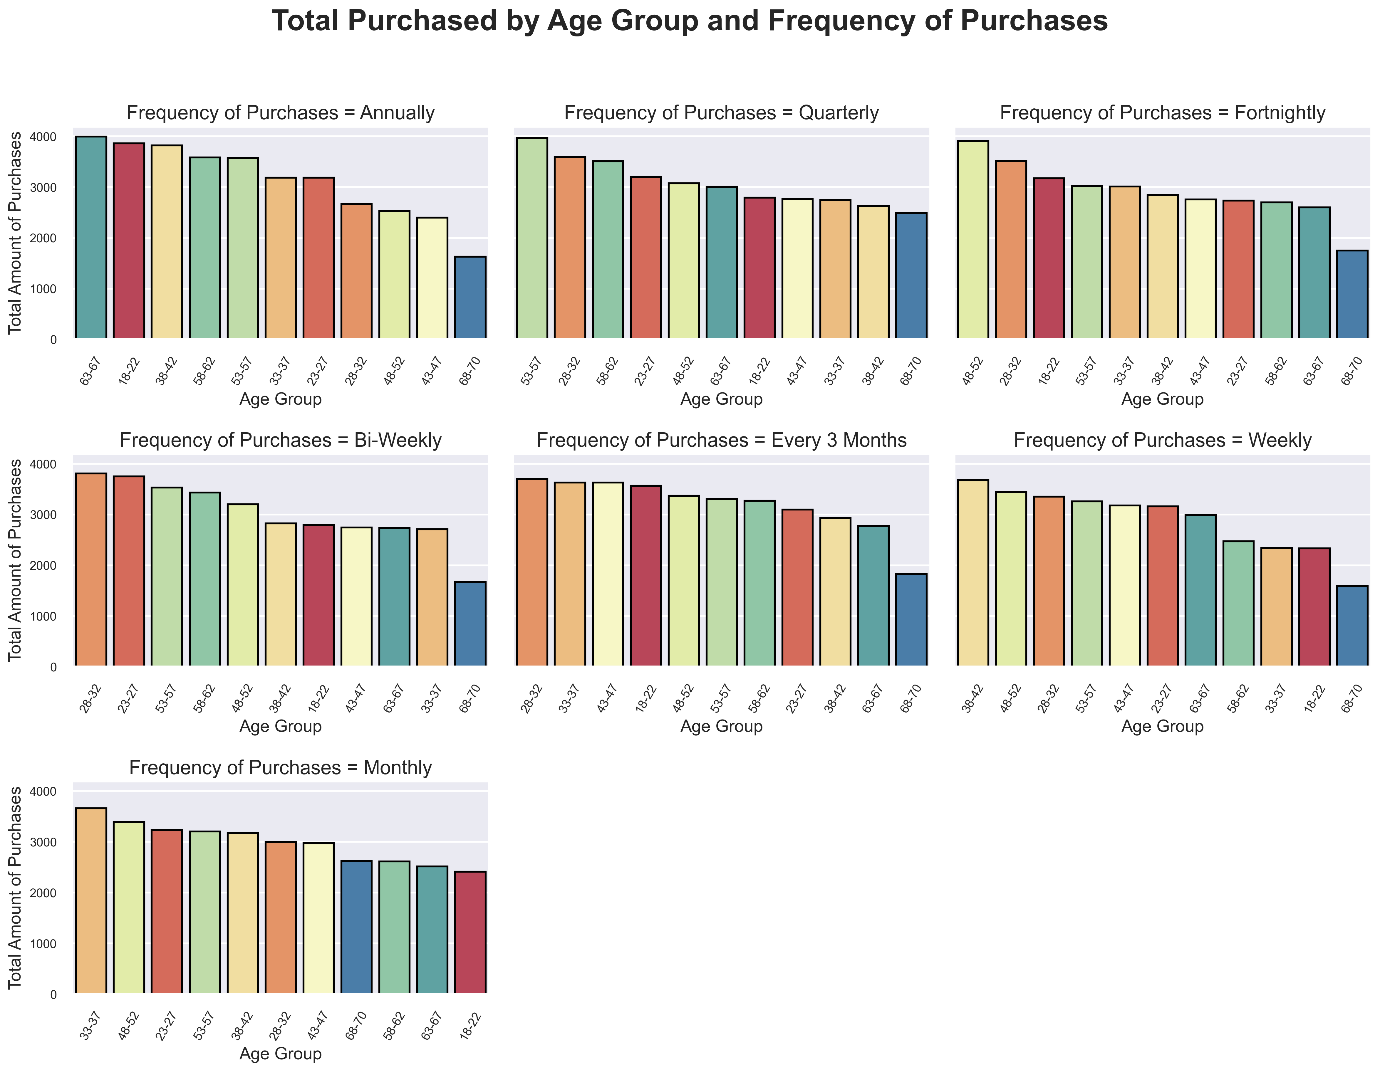 Total Purchased by Age Group and Frequency of Purchases
Frequency of Purchases = Annually
Total Amount of Purchases
4000
3000
2000
1000
0
63-67 18-22 38-42 58-62 53-57 33-37 23-27 28-32 48-52 43-47 68-70
Age Group
Frequency of Purchases = Quarterly
53-57 28-32 58-62 23-27 48-52 63-67 18-22 43-47 33-37 38-42 68-70
Age Group
Frequency of Purchases = Fortnightly
48-52 28-32 18-22 53-57 33-37 38-42 43-47 23-27 58-62 63-67 68-70
Age Group
Frequency of Purchases = Bi-Weekly
Total Amount of Purchases
4000
3000
2000
1000
0
28-32 23-27 53-57 58-62 48-52 38-42 18-22 43-47 63-67 33-37 68-70
Age Group
Frequency of Purchases = Every 3 Months
28-32 33-37 43-47 18-22 48-52 53-57 58-62 23-27 38-42 63-67 68-70
Age Group
Frequency of Purchases = Weekly
38-42 48-52 28-32 53-57 43-47 23-27 63-67 58-62 33-37 18-22 68-70
Age Group
Frequency of Purchases = Monthly
Total Amount of Purchases
4000
3000
2000
1000
0
33-37 48-52 23-27 53-57 38-42 28-32 43-47 68-70 58-62 63-67 18-22
Age Group